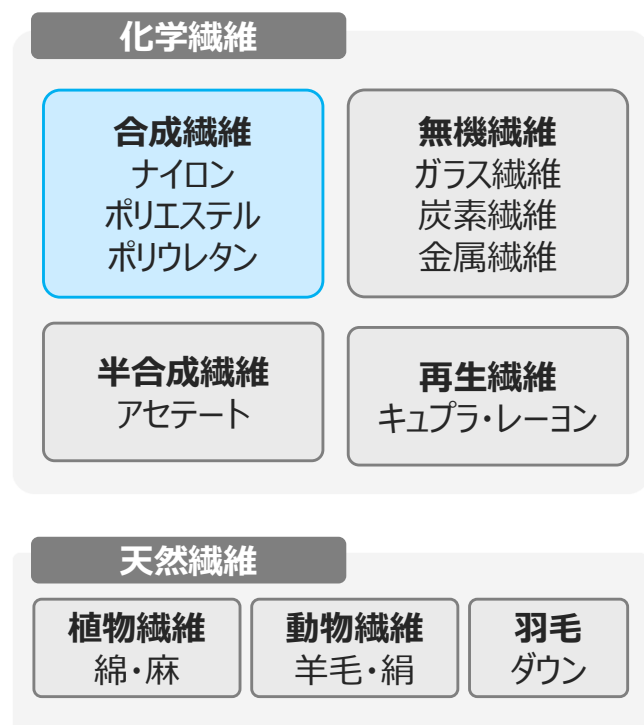 化学繊維
合成繊維
ナイロン
ポリエステル
ポリウレタン
無機繊維
ガラス繊維
炭素繊維
金属繊維
半合成繊維
アセテート
再生繊維
キュプラ・レーヨン
天然繊維
植物繊維
綿・麻
動物繊維
羊毛・絹
羽毛
ダウン